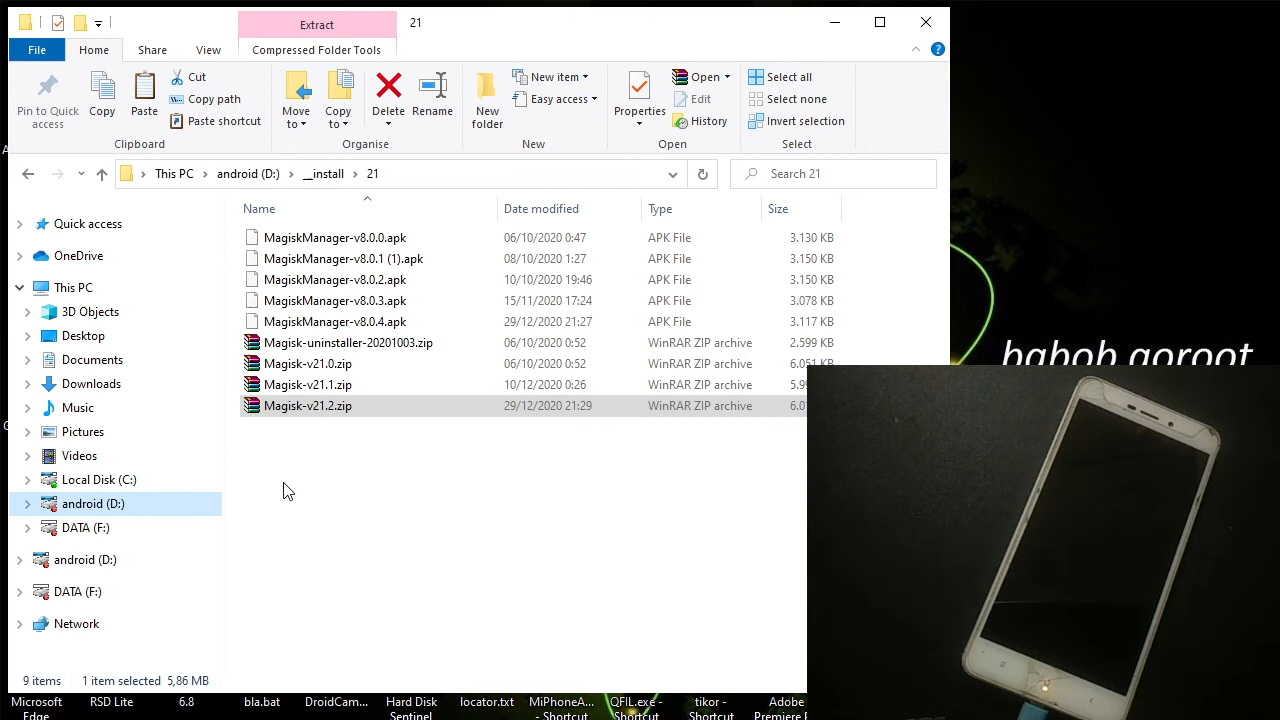 Extract
21
File
Home
Share
View
Compressed Folder Tools
Pin to Quick access
Copy
Paste
Cut
Copy path
Paste shortcut
Clipboard
Move to
Copy to
Delete
Rename
Organise
New folder
New item
Easy access
New
Properties
Open
Edit
History
Open
Select all
Select none
Invert selection
Select
This PC
android (D:)
__install
21
Search 21
Name Date modified Type Size
MagiskManager-v8.0.0.apk 06/10/2020 0:47 APK File 3.130 KB
MagiskManager-v8.0.1 (1).apk 08/10/2020 1:27 APK File 3.150 KB
MagiskManager-v8.0.2.apk 10/10/2020 19:46 APK File 3.150 KB
MagiskManager-v8.0.3.apk 15/11/2020 17:24 APK File 3.078 KB
MagiskManager-v8.0.4.apk 29/12/2020 21:27 APK File 3.117 KB
Magisk-uninstaller-20201003.zip 06/10/2020 0:52 WinRAR ZIP archive 2.599 KB
Magisk-v21.0.zip 06/10/2020 0:52 WinRAR ZIP archive 6.051 KB
Magisk-v21.1.zip 10/12/2020 0:26 WinRAR ZIP archive
Magisk-v21.2.zip 29/12/2020 21:29 WinRAR ZIP archive
Quick access
OneDrive
This PC
3D Objects
Desktop
Documents
Downloads
Music
Pictures
Videos
Local Disk (C:)
android (D:)
DATA (F:)
android (D:)
DATA (F:)
Network
9 items 1 item selected 5,86 MB
babob goroot
Microsoft Edge
RSD Lite
6.8
bla.bat
DroidCam...
Hard Disk Sentinel
locator.txt
MiPhoneA... - Shortcut
QFIL.exe - Shortcut
tikor - Shortcut
Adobe Premiere